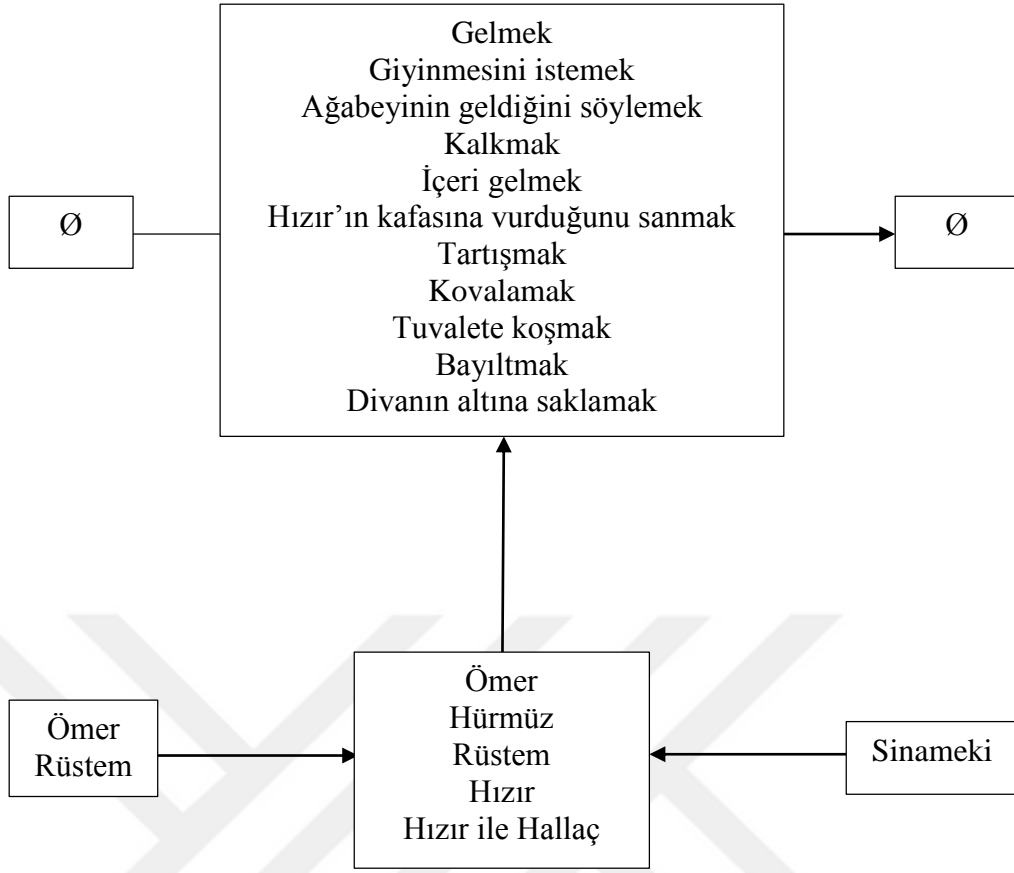 Gelmek
Giyinmesini istemek
Ağabeyinin geldiğini söylemek
Kalkmak
İçeri gelmek
Hızır’ın kafasına vurduğunu sanmak
Tartışmak
Kovalamak
Tuvalete koşmak
Bayıltmak
Divanın altına saklamak
Ø
Ø
Ömer
Rüstem
Ömer
Hürmüz
Rüstem
Hızır
Hızır ile Hallaç
Sinameki